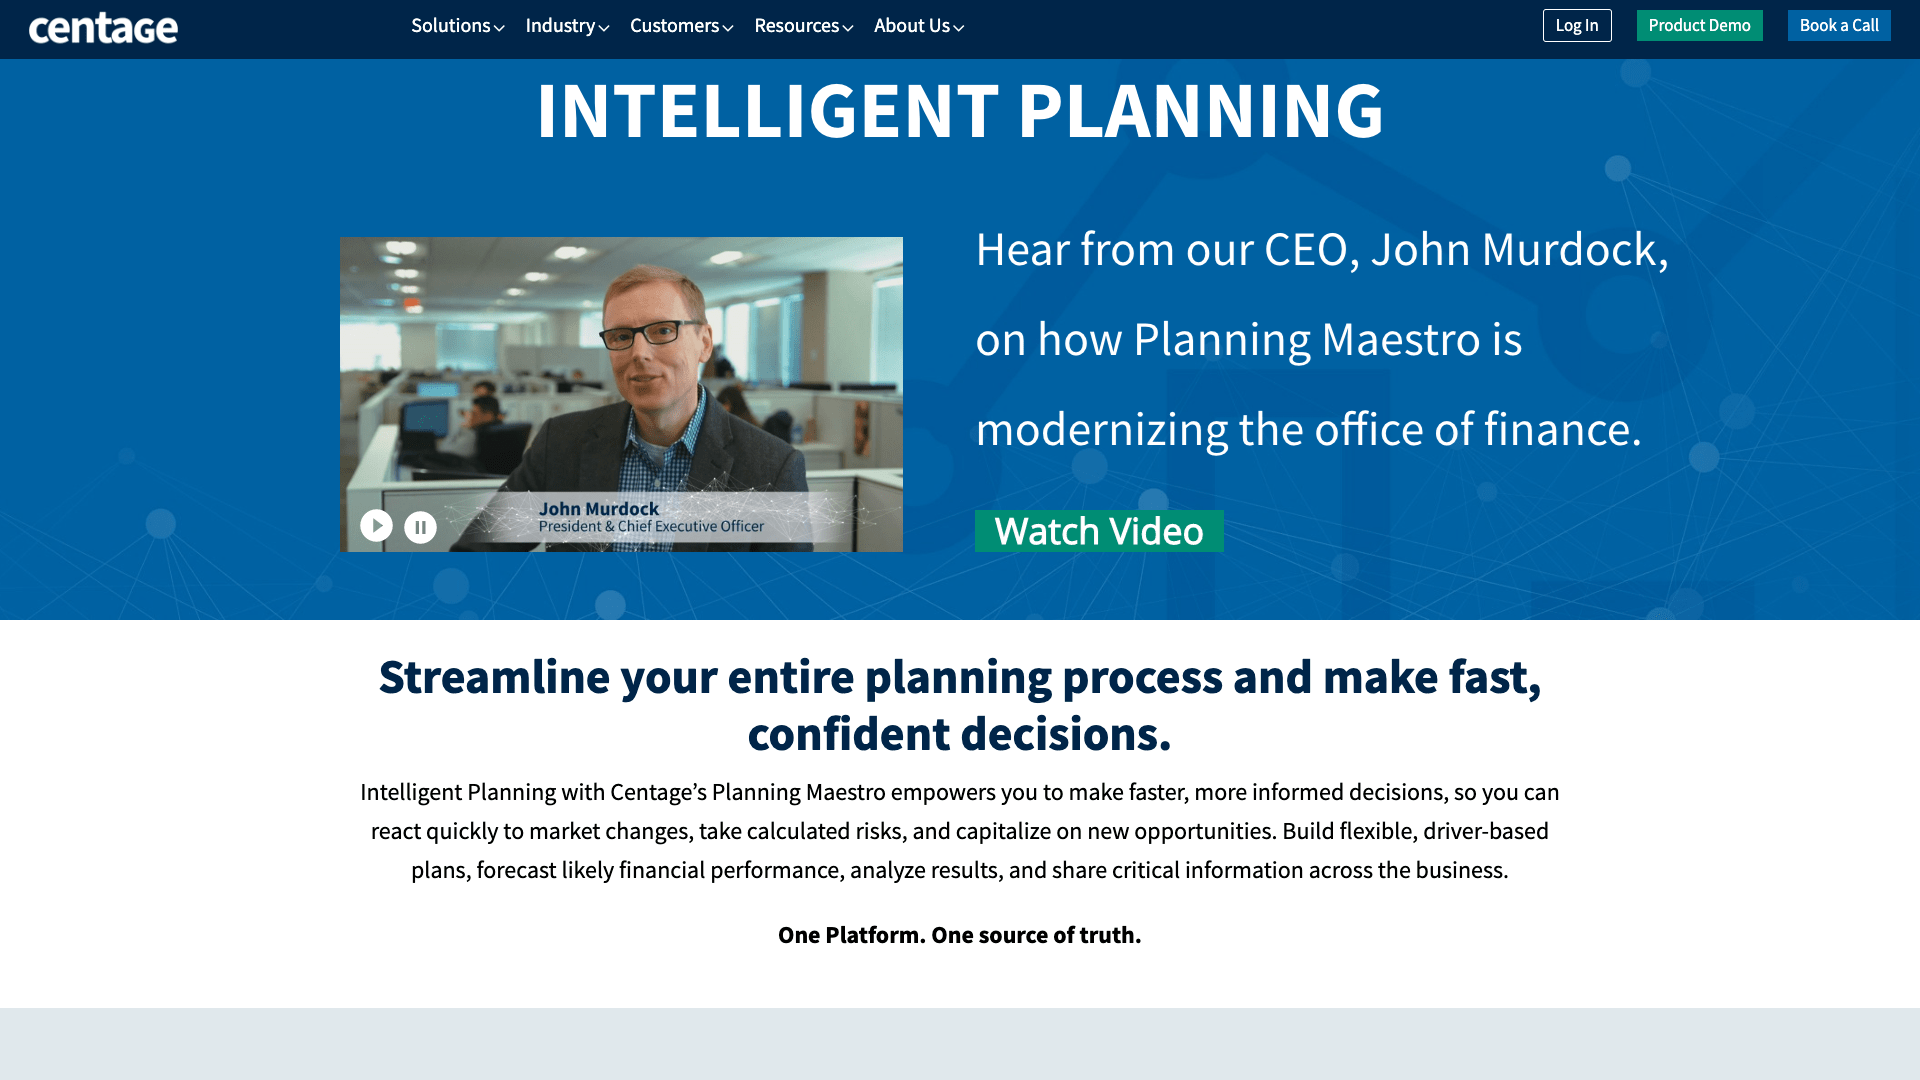 centage
Solutions Industry Customers Resources About Us
Log In Product Demo Book a Call
INTELLIGENT PLANNING
John Murdock
President & Chief Executive Officer
Hear from our CEO, John Murdock,
on how Planning Maestro is
modernizing the office of finance.
Watch Video
Streamline your entire planning process and make fast,
confident decisions.
Intelligent Planning with Centage’s Planning Maestro empowers you to make faster, more informed decisions, so you can
react quickly to market changes, take calculated risks, and capitalize on new opportunities. Build flexible, driver-based
plans, forecast likely financial performance, analyze results, and share critical information across the business.
One Platform. One source of truth.